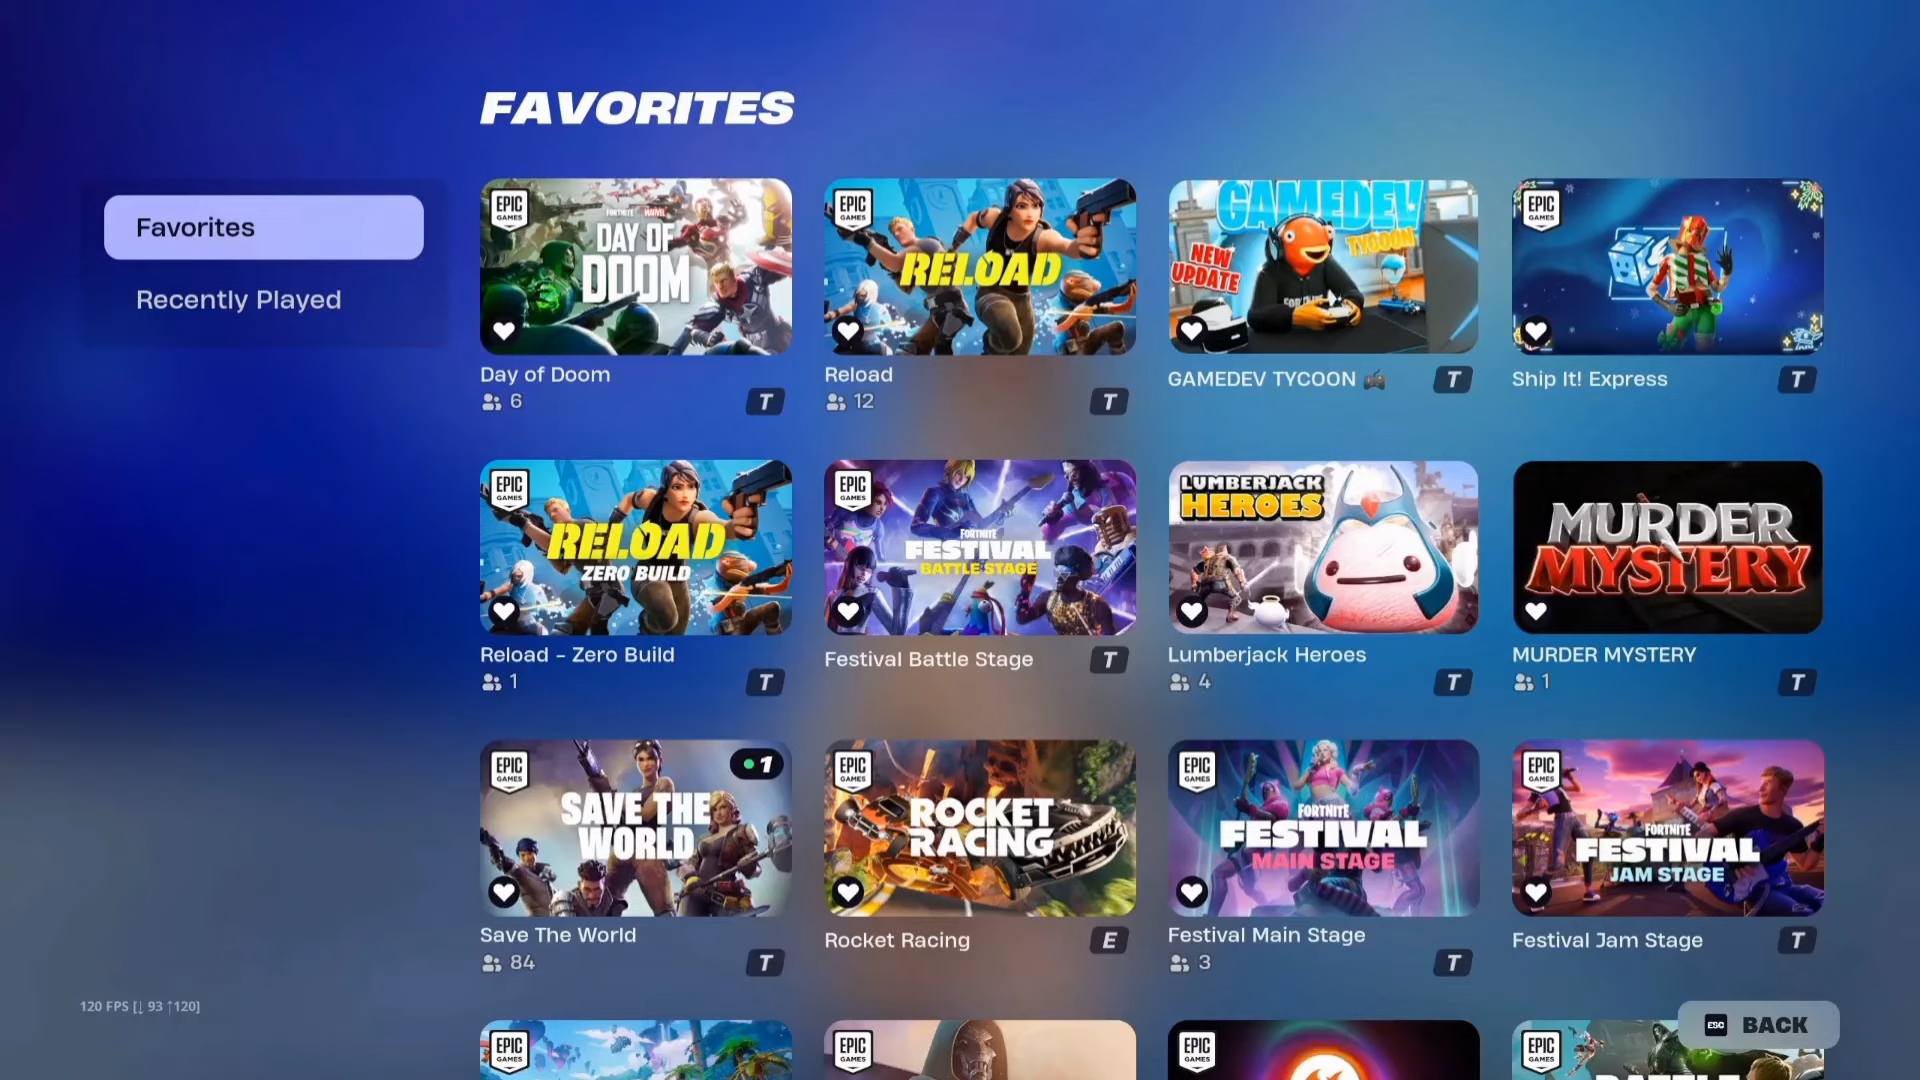 FAVORITES
Favorites
Recently Played
EPIC
GAMES
FORTNITE MARVEL
DAY OF
DOOM
Day of Doom
6
T
EPIC
GAMES
RELOAD
Reload
12
T
GAMEDEV
TYCOON
NEW
UPDATE
GAMEDEV TYCOON 🎮
T
EPIC
GAMES
Ship It! Express
T
EPIC
GAMES
RELOAD
ZERO BUILD
Reload - Zero Build
1
T
EPIC
GAMES
FORTNITE
FESTIVAL
BATTLE STAGE
Festival Battle Stage
T
LUMBERJACK
HEROES
Lumberjack Heroes
4
T
MURDER
MYSTERY
MURDER MYSTERY
1
T
EPIC
GAMES
1
SAVE THE
WORLD
Save The World
84
T
EPIC
GAMES
ROCKET
RACING
Rocket Racing
E
EPIC
GAMES
FORTNITE
FESTIVAL
MAIN STAGE
Festival Main Stage
3
T
EPIC
GAMES
FORTNITE
FESTIVAL
JAM STAGE
Festival Jam Stage
T
120 FPS [↓ 93 ↑120]
EPIC
GAMES
EPIC
GAMES
EPIC
GAMES
EPIC
GAMES
ESC BACK